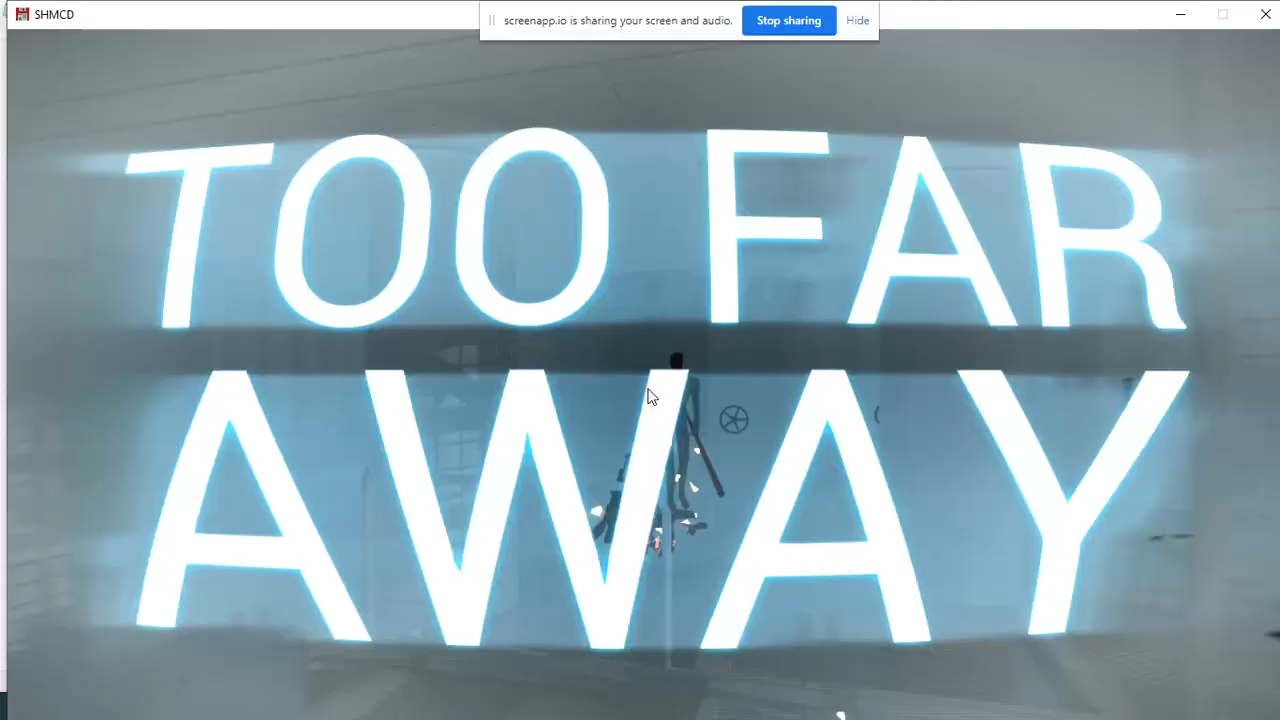 SHMCD
screenapp.io is sharing your screen and audio. Stop sharing Hide
TOO FAR
AWAY